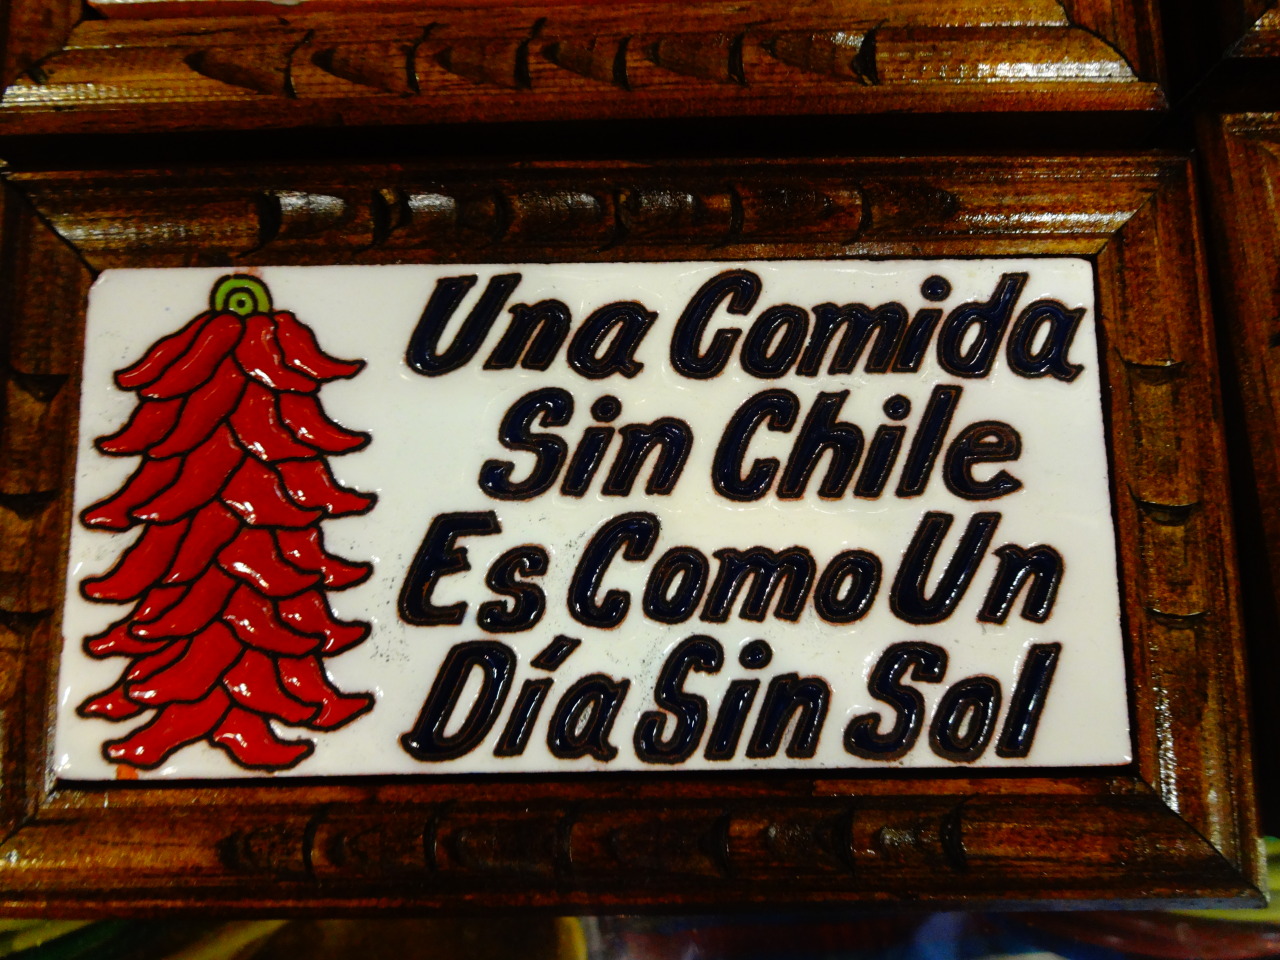 Una Comida
Sin Chile
Es Como Un
Día Sin Sol